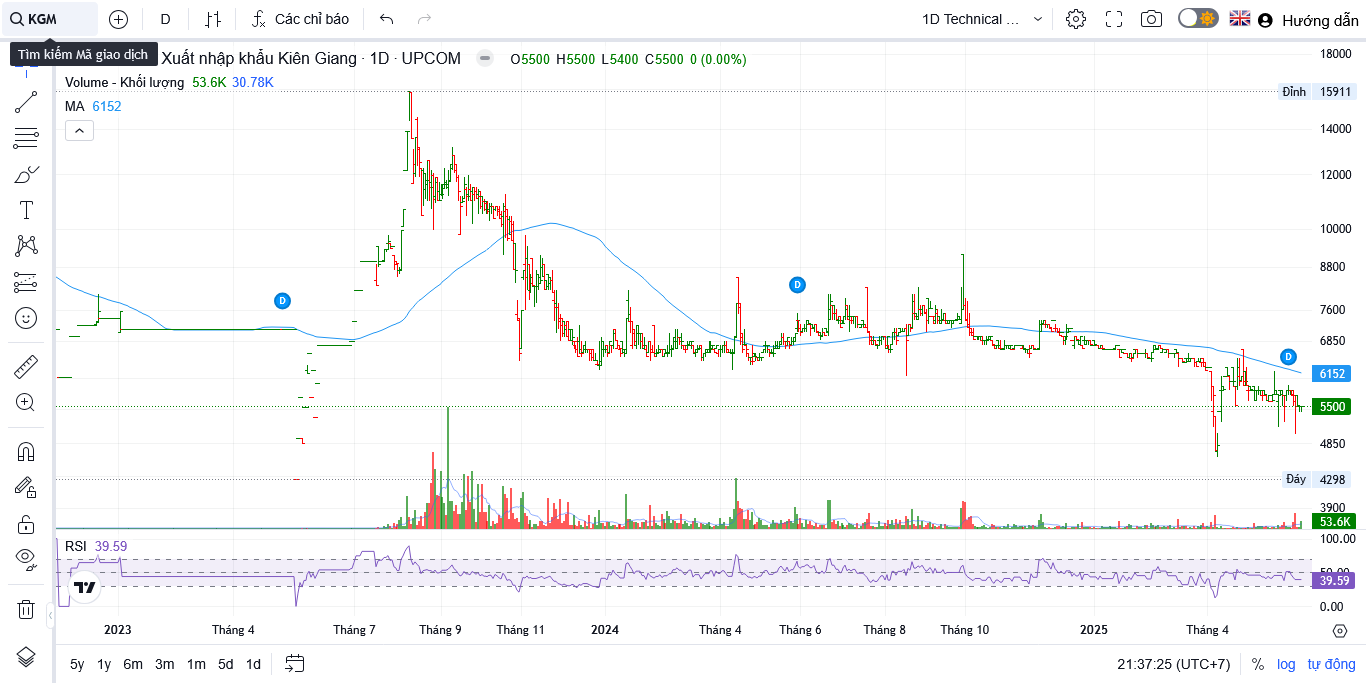 KGM
D
Các chỉ báo
1D Technical ...
Hướng dẫn
Tìm kiếm Mã giao dịch
Xuất nhập khẩu Kiên Giang · 1D · UPCOM
O5500 H5500 L5400 C5500 0 (0.00%)
Volume - Khối lượng 53.6K 30.78K
MA 6152
18000
Đỉnh 15911
14000
12000
10000
8800
7600
6850
6152
5500
4850
Đáy 4298
3900
53.6K
D
D
D
RSI 39.59
100.00
50.00
39.59
0.00
2023 Tháng 4 Tháng 7 Tháng 9 Tháng 11 2024 Tháng 4 Tháng 6 Tháng 8 Tháng 10 2025 Tháng 4
5y 1y 6m 3m 1m 5d 1d
21:37:25 (UTC+7) % log tự động